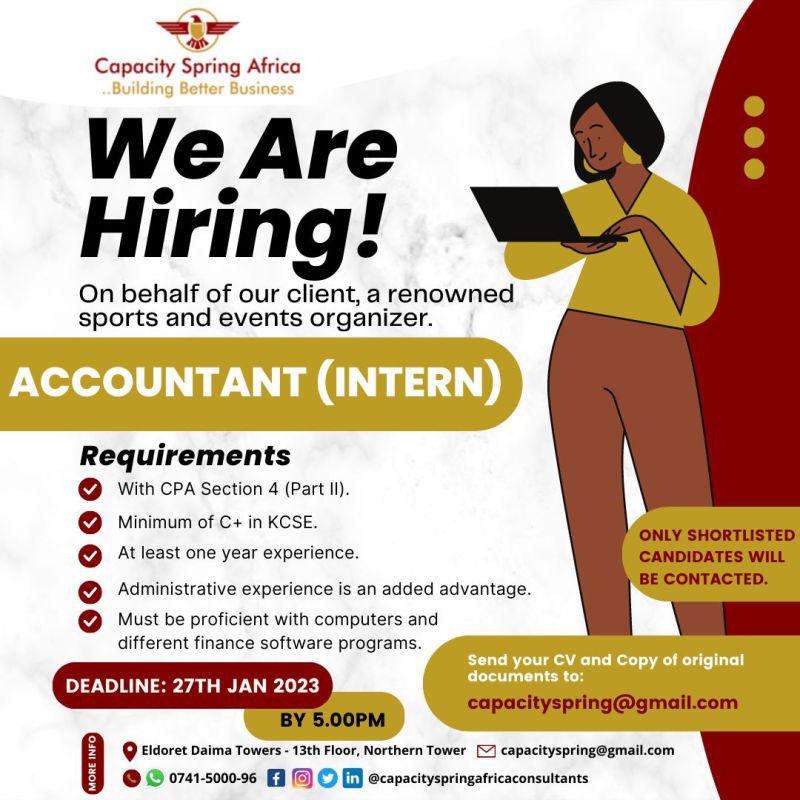 Capacity Spring Africa
..Building Better Business
We Are
Hiring!
On behalf of our client, a renowned
sports and events organizer.
ACCOUNTANT (INTERN)
Requirements
With CPA Section 4 (Part II).
Minimum of C+ in KCSE.
At least one year experience.
Administrative experience is an added advantage.
Must be proficient with computers and
different finance software programs.
ONLY SHORTLISTED
CANDIDATES WILL
BE CONTACTED.
Send your CV and Copy of original
documents to:
capacityspring@gmail.com
DEADLINE: 27TH JAN 2023
BY 5.00PM
MORE INFO
Eldoret Daima Towers - 13th Floor, Northern Tower capacityspring@gmail.com
0741-5000-96 @capacityspringafricaconsultants